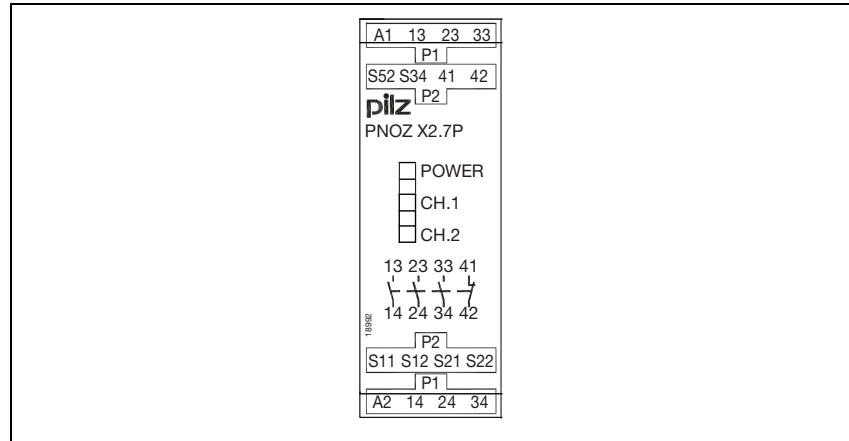 A1 13 23 33
P1
S52 S34 41 42
P2
pilz
PNOZ X2.7P
POWER
CH.1
CH.2
13 23 33 41
14 24 34 42
18992
P2
S11 S12 S21 S22
P1
A2 14 24 34